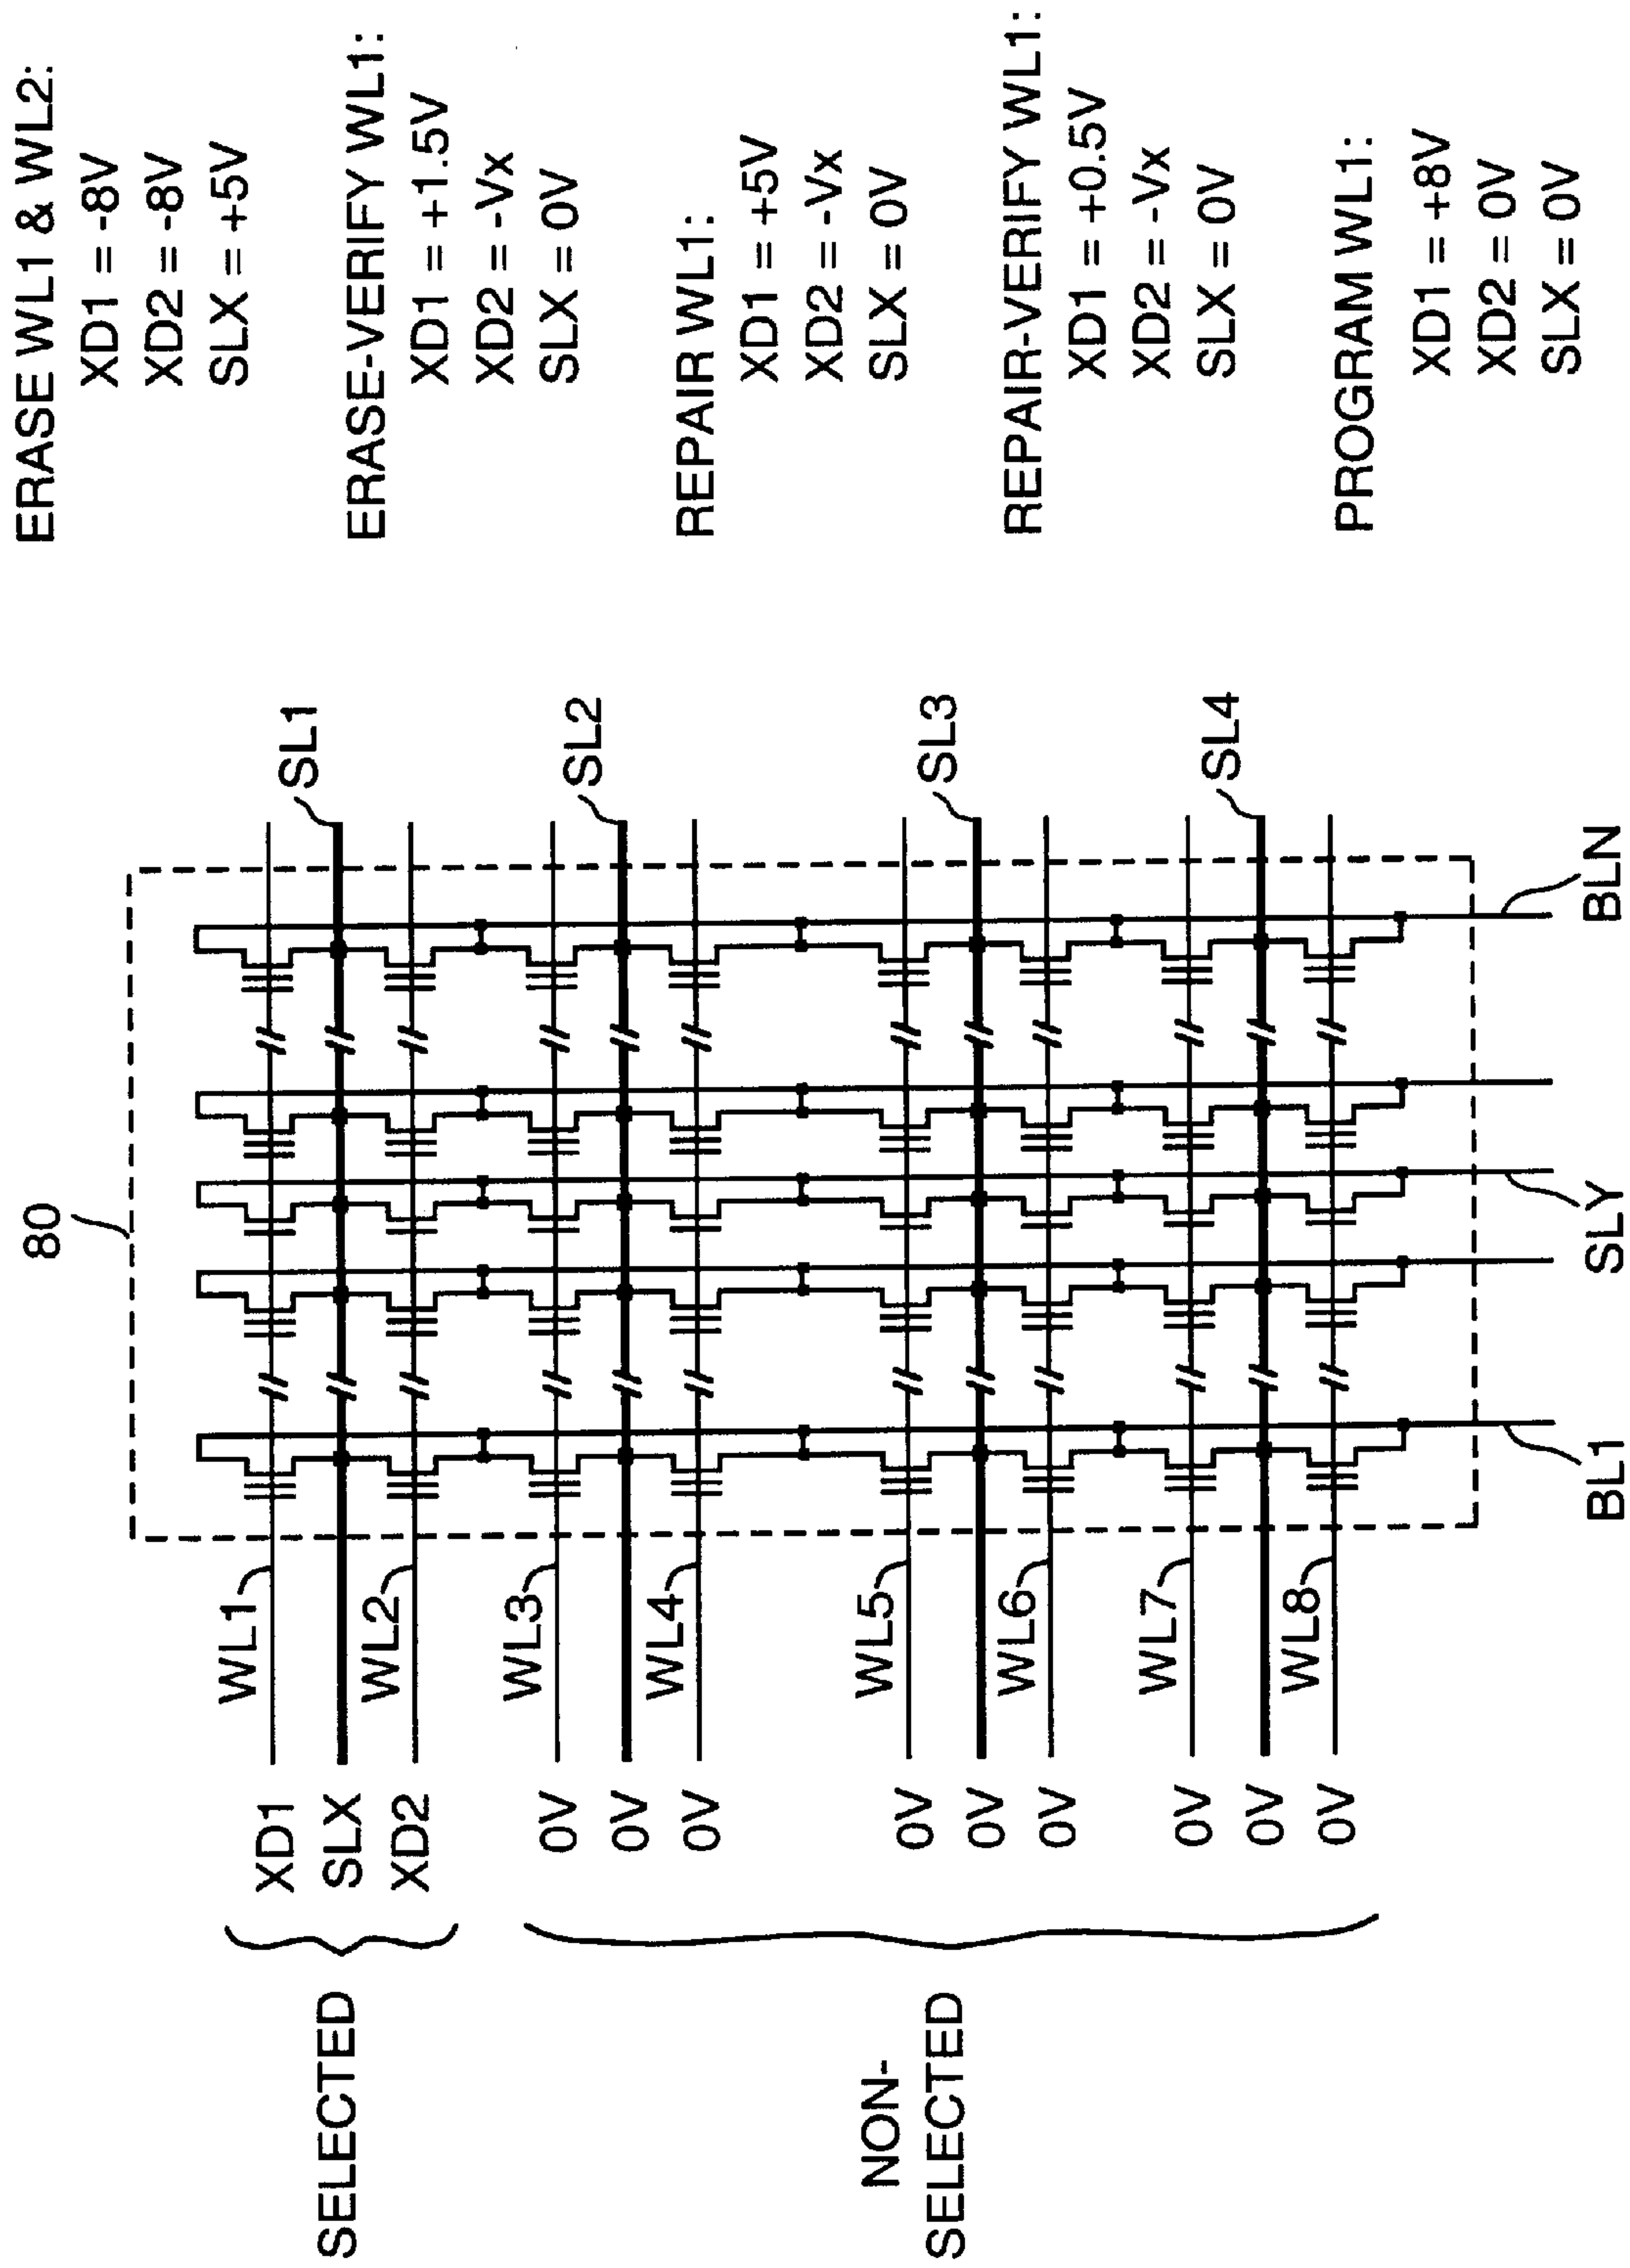 ERASE WL1 & WL2:
XD1 = -8V
XD2 = -8V
SLX = +5V
ERASE-VERIFY WL1:
XD1 = +1.5V
XD2 = -Vx
SLX = 0V
REPAIR WL1:
XD1 = +5V
XD2 = -Vx
SLX = 0V
REPAIR-VERIFY WL1:
XD1 = +0.5V
XD2 = -Vx
SLX = 0V
PROGRAM WL1:
XD1 = +8V
XD2 = 0V
SLX = 0V
80
SL1
SL2
SL3
SL4
WL1
WL2
WL3
WL4
WL5
WL6
WL7
WL8
XD1
SLX
XD2
0V
0V
0V
0V
0V
0V
0V
0V
0V
BL1
SLY
BLN
SELECTED
NON-
SELECTED